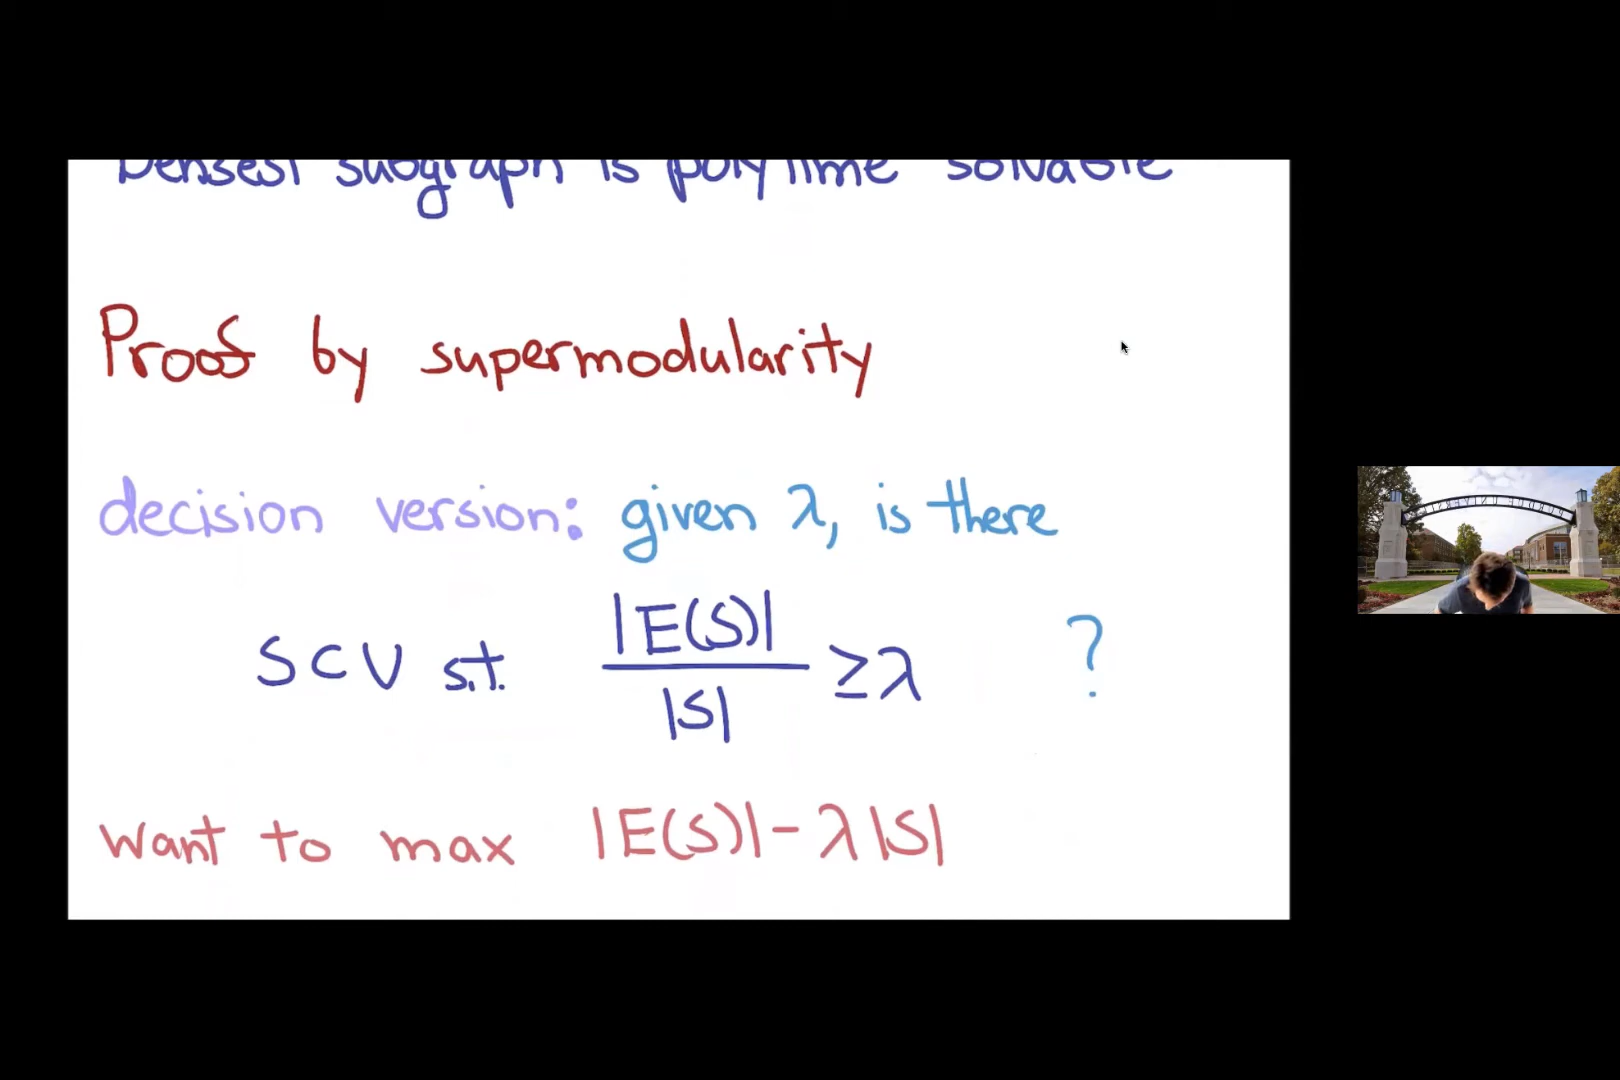 Densest subgraph is polytime solvable
Proof by supermodularity
decision version: given λ, is there
S⊂V s.t. |E(S)| / |S| ≥ λ ?
want to max |E(S)| - λ|S|